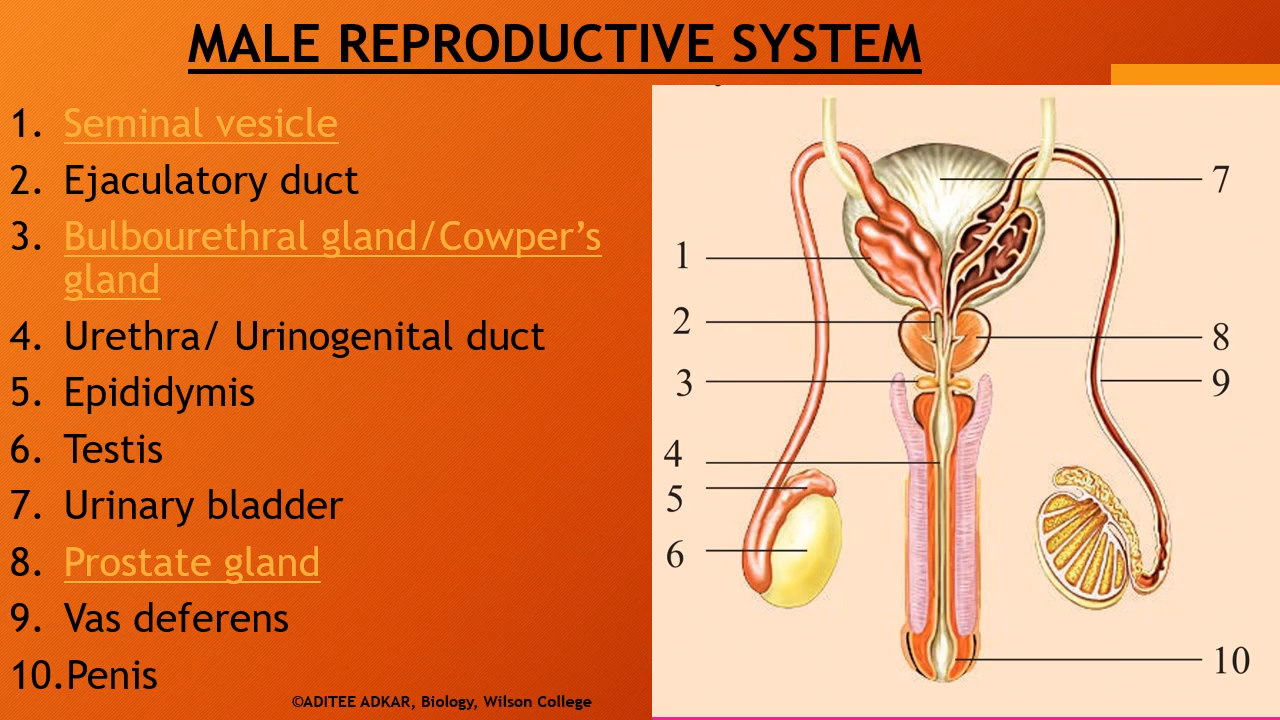 MALE REPRODUCTIVE SYSTEM
1. Seminal vesicle
2. Ejaculatory duct
3. Bulbourethral gland/Cowper’s
gland
4. Urethra/ Urinogenital duct
5. Epididymis
6. Testis
7. Urinary bladder
8. Prostate gland
9. Vas deferens
10.Penis
©ADITEE ADKAR, Biology, Wilson College
1
2
3
4
5
6
7
8
9
10